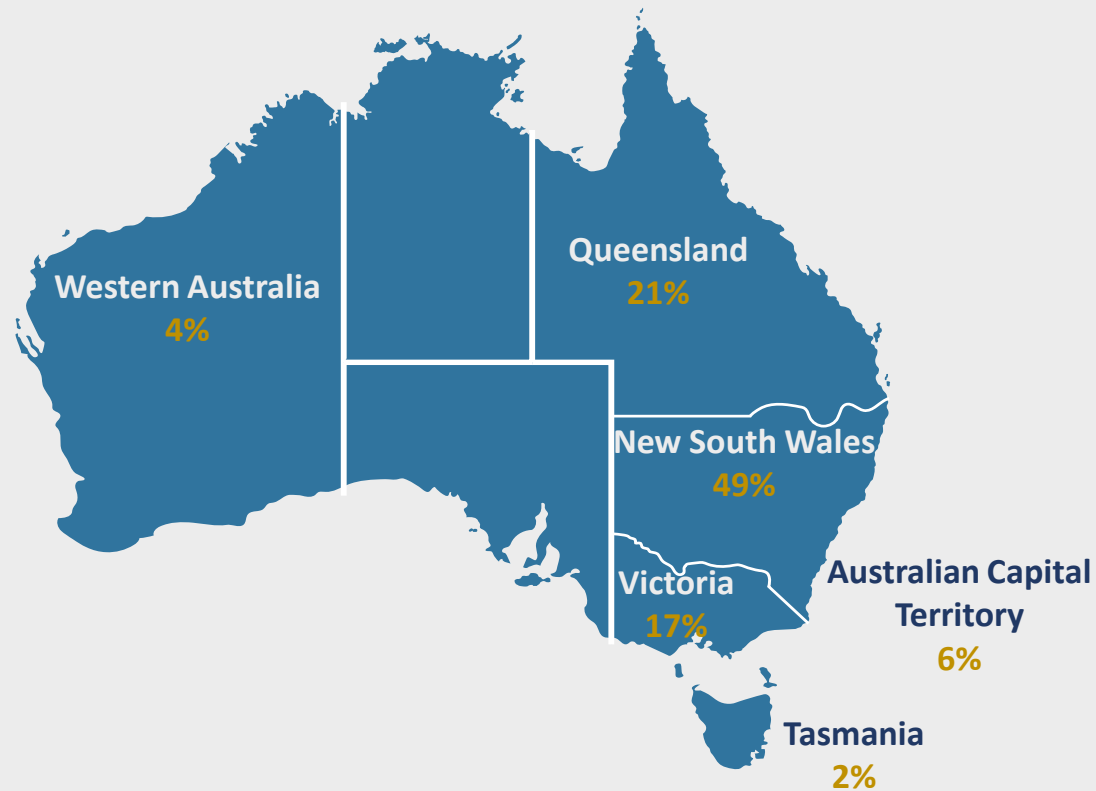 Queensland
21%
Western Australia
4%
New South Wales
49%
Victoria
17%
Australian Capital
Territory
6%
Tasmania
2%